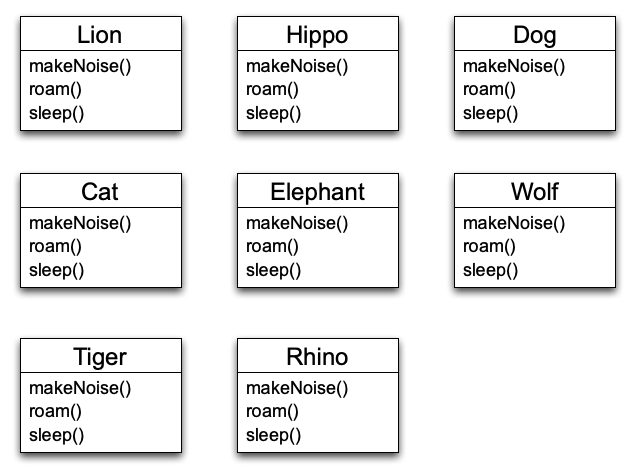 Lion
makeNoise()
roam()
sleep()
Hippo
makeNoise()
roam()
sleep()
Dog
makeNoise()
roam()
sleep()
Cat
makeNoise()
roam()
sleep()
Elephant
makeNoise()
roam()
sleep()
Wolf
makeNoise()
roam()
sleep()
Tiger
makeNoise()
roam()
sleep()
Rhino
makeNoise()
roam()
sleep()